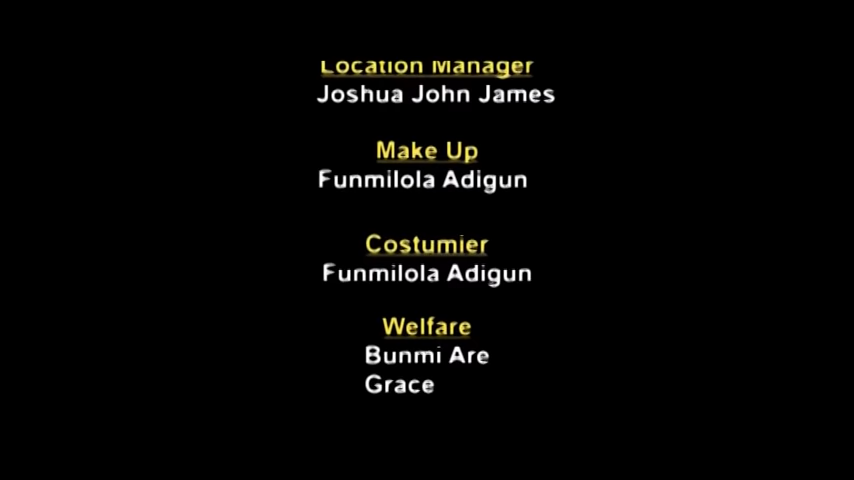 Location Manager
Joshua John James
Make Up
Funmilola Adigun
Costumier
Funmilola Adigun
Welfare
Bunmi Are
Grace